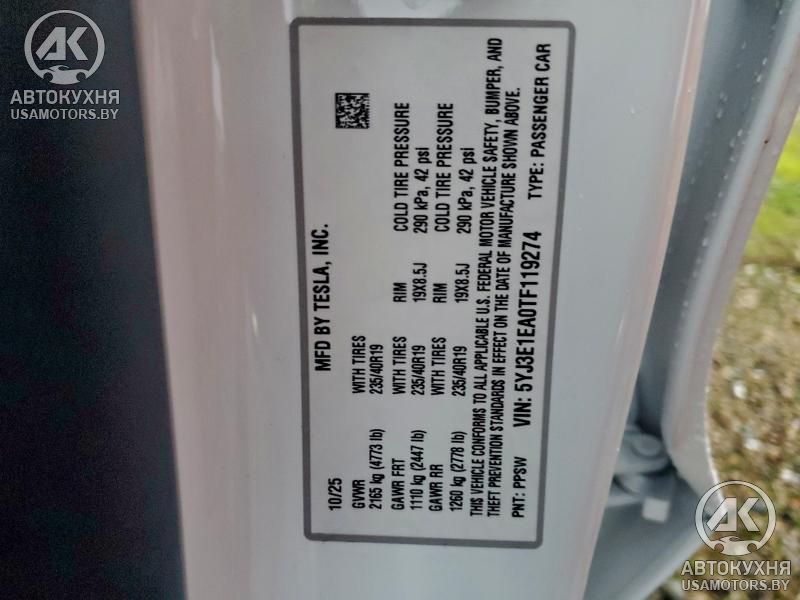 AK
АВТОКУХНЯ
USAMOTORS.BY
MFD BY TESLA, INC.
10/25
GVWR WITH TIRES
2165 kg (4773 lb) 235/40R19
GAWR FRT WITH TIRES RIM COLD TIRE PRESSURE
1110 kg (2447 lb) 235/40R19 19X8.5J 290 kPa, 42 psi
GAWR RR WITH TIRES RIM COLD TIRE PRESSURE
1260 kg (2778 lb) 235/40R19 19X8.5J 290 kPa, 42 psi
THIS VEHICLE CONFORMS TO ALL APPLICABLE U.S. FEDERAL MOTOR VEHICLE SAFETY, BUMPER, AND
THEFT PREVENTION STANDARDS IN EFFECT ON THE DATE OF MANUFACTURE SHOWN ABOVE.
PNT: PPSW VIN: 5YJ3E1EA0TF119274 TYPE: PASSENGER CAR
AK
АВТОКУХНЯ
USAMOTORS.BY